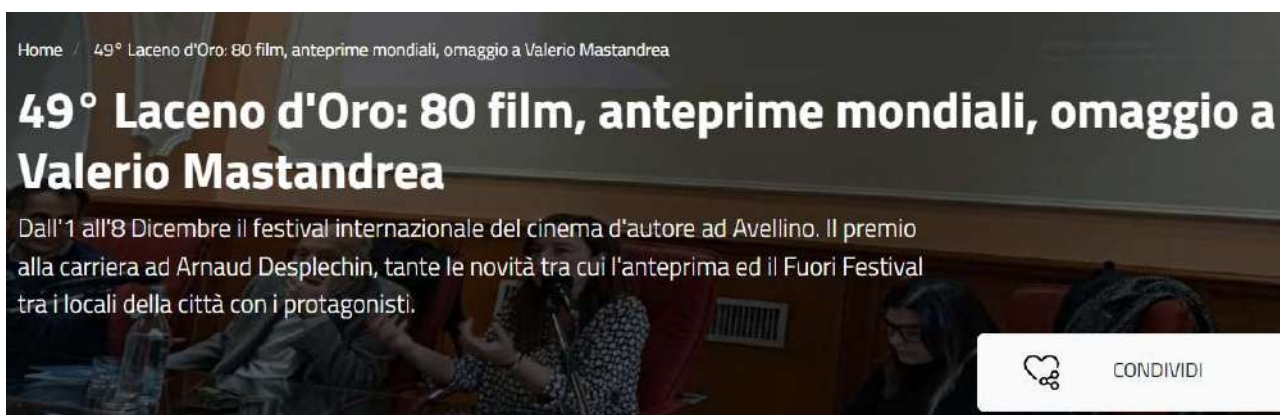 Home / 49° Laceno d'Oro: 80 film, anteprime mondiali, omaggio a Valerio Mastandrea
49° Laceno d'Oro: 80 film, anteprime mondiali, omaggio a
Valerio Mastandrea
Dall'1 all'8 Dicembre il festival internazionale del cinema d'autore ad Avellino. Il premio
alla carriera ad Arnaud Desplechin, tante le novità tra cui l'anteprima ed il Fuori Festival
tra i locali della città con i protagonisti.
CONDIVIDI